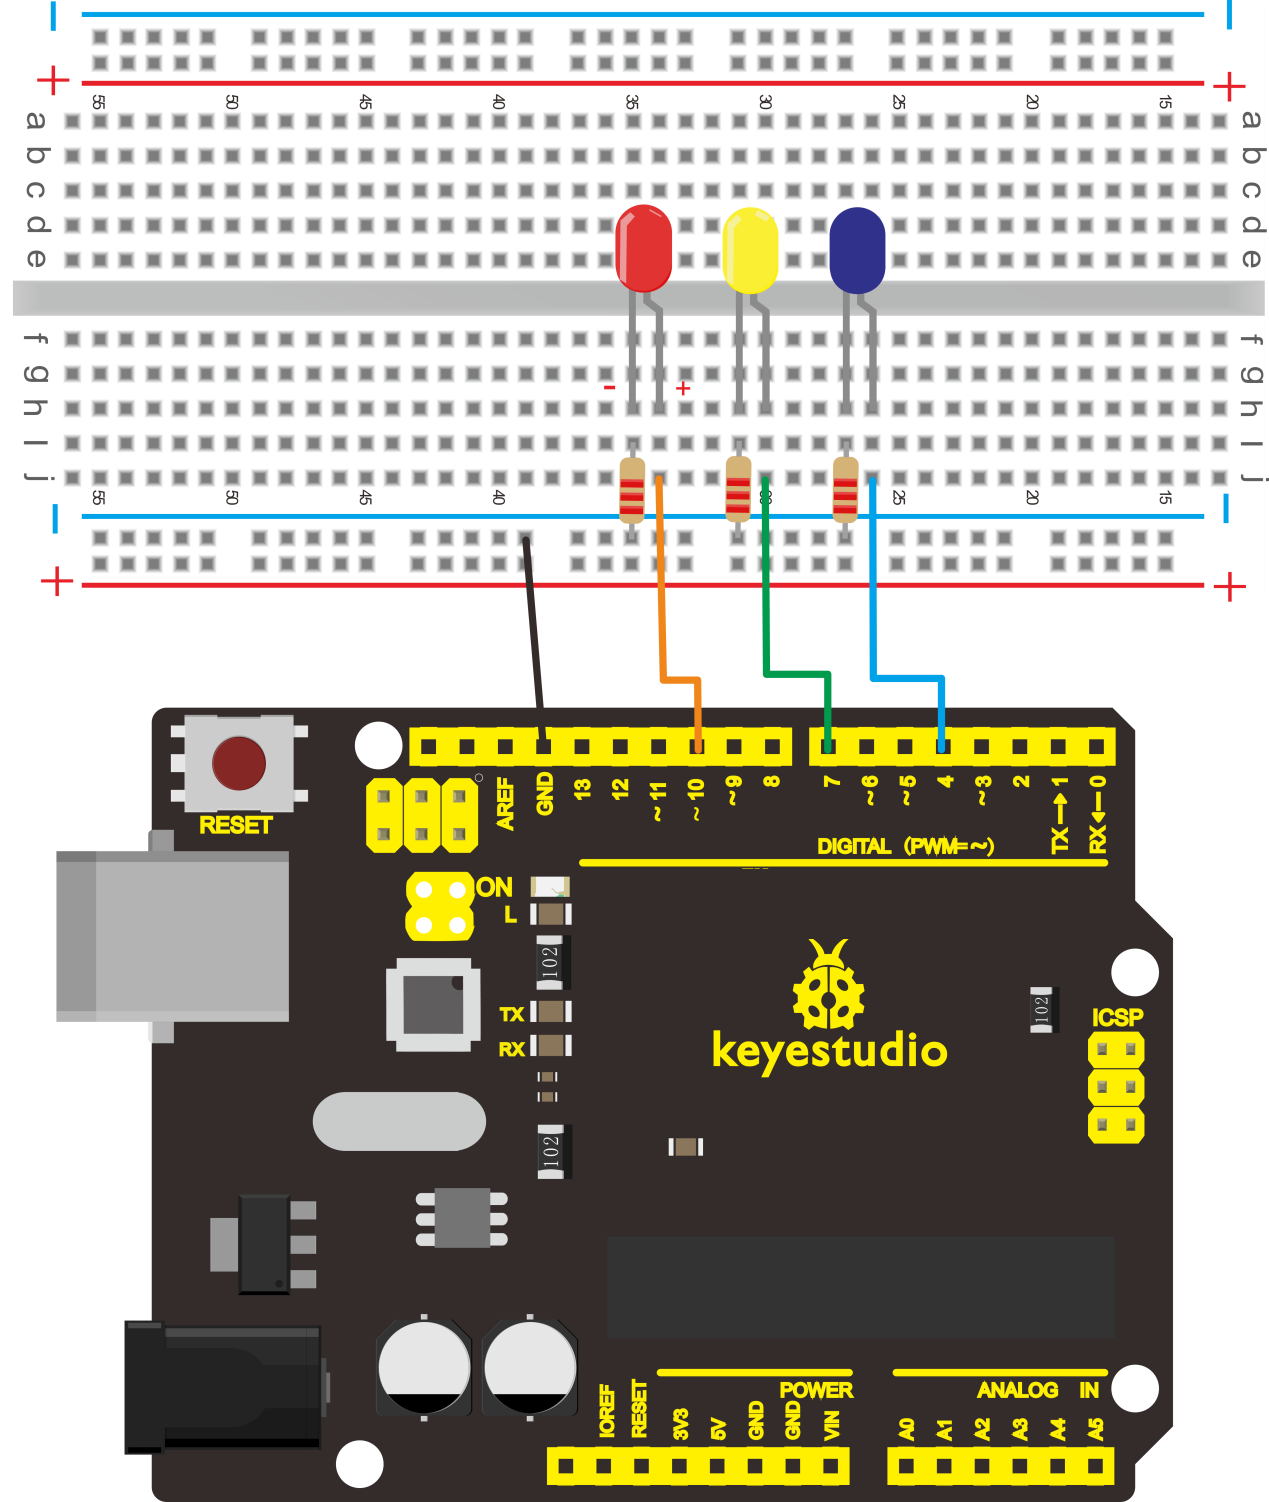 − −
+ +
55 50 45 40 35 30 25 20 15
a a
b b
c c
d d
e e
f f
g g
- +
h h
I I
j j
55 50 45 40 30 25 20 15
− −
+ +
RESET
AREF GND 13 12 ~11 ~10 ~9 8 7 ~6 ~5 4 ~3 2 TX→1 RX←0
DIGITAL (PWM=~)
ON
L
102
TX
RX
102
102
ICSP
keyestudio
POWER
ANALOG IN
IOREF RESET 3V3 5V GND GND VIN A0 A1 A2 A3 A4 A5